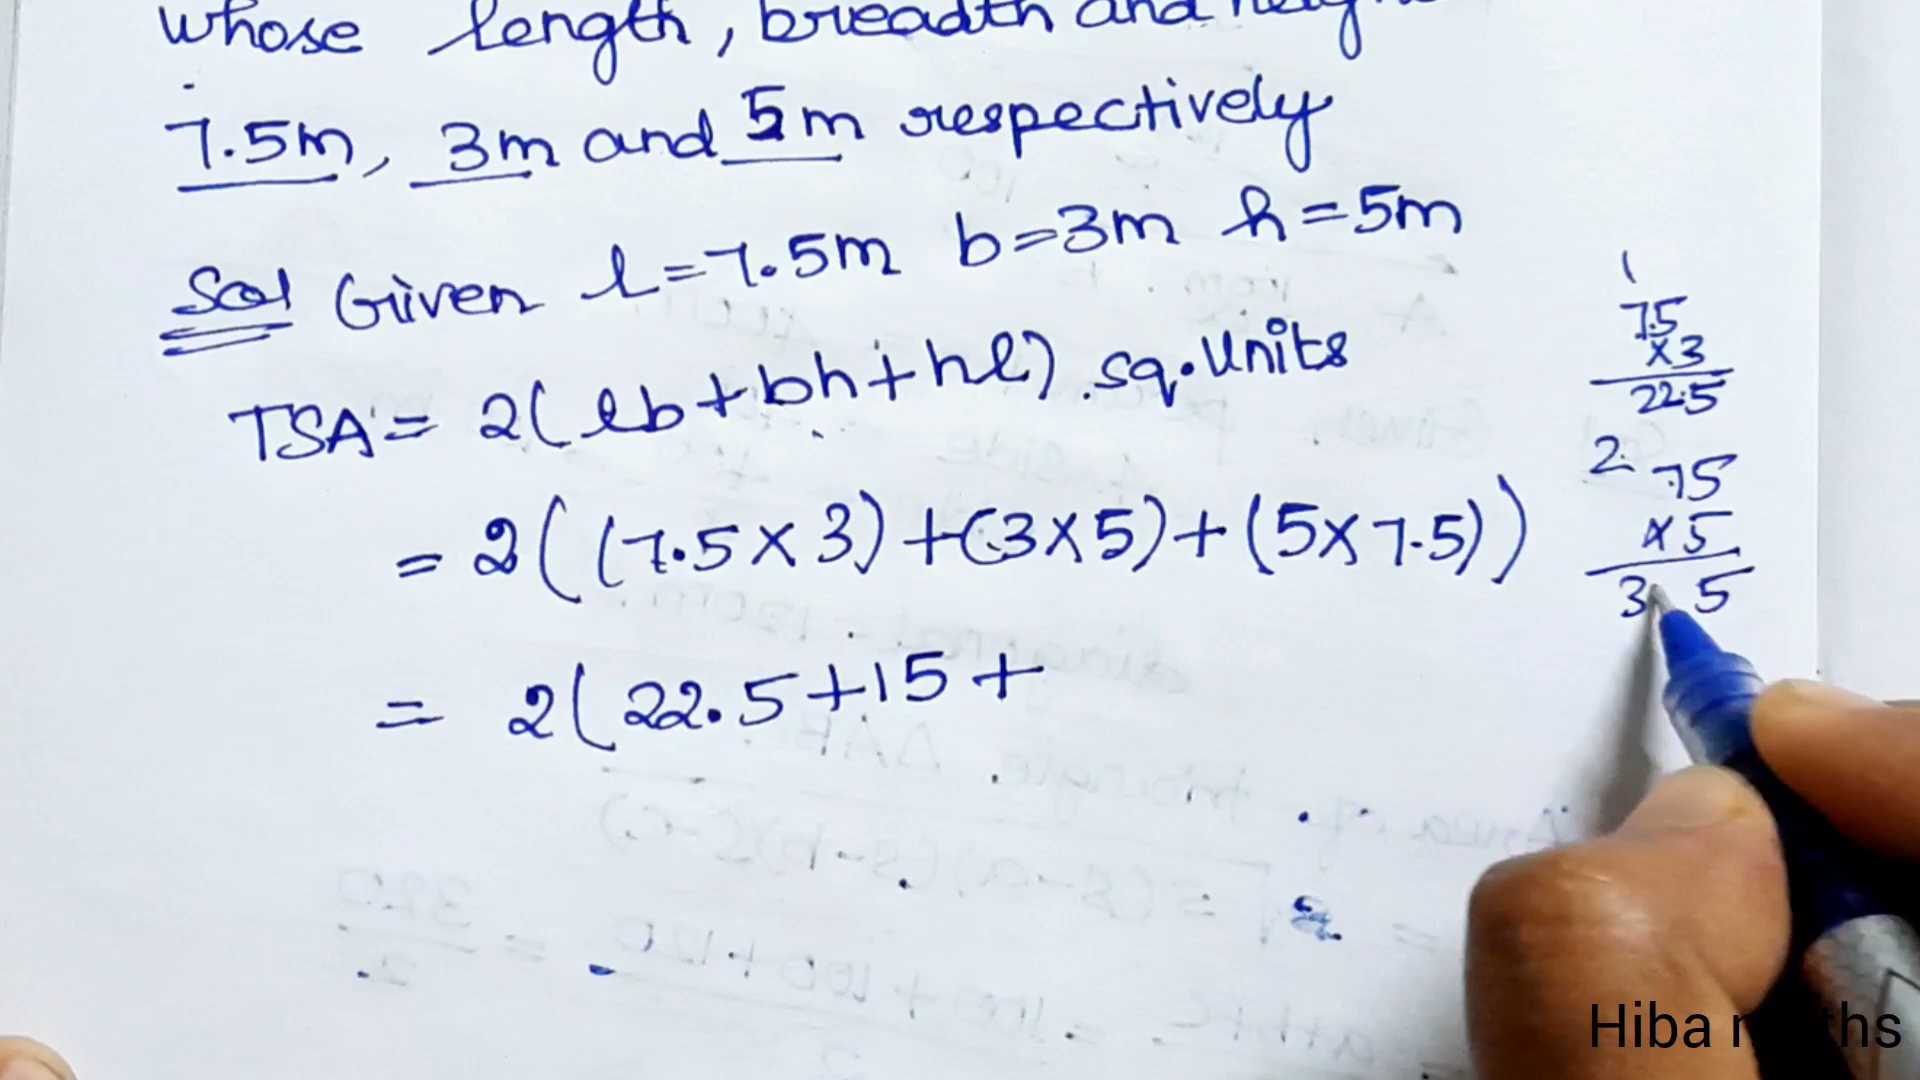 whose length, breadth and heigh
7.5m, 3m and 5m respectively
Sol Given l=7.5m b=3m h=5m
TSA = 2(lb+bh+hl) sq.units
= 2((7.5×3)+(3×5)+(5×7.5))
= 2(22.5+15+
1
7.5
×3
22.5
2
75
×5
3 5
Hiba